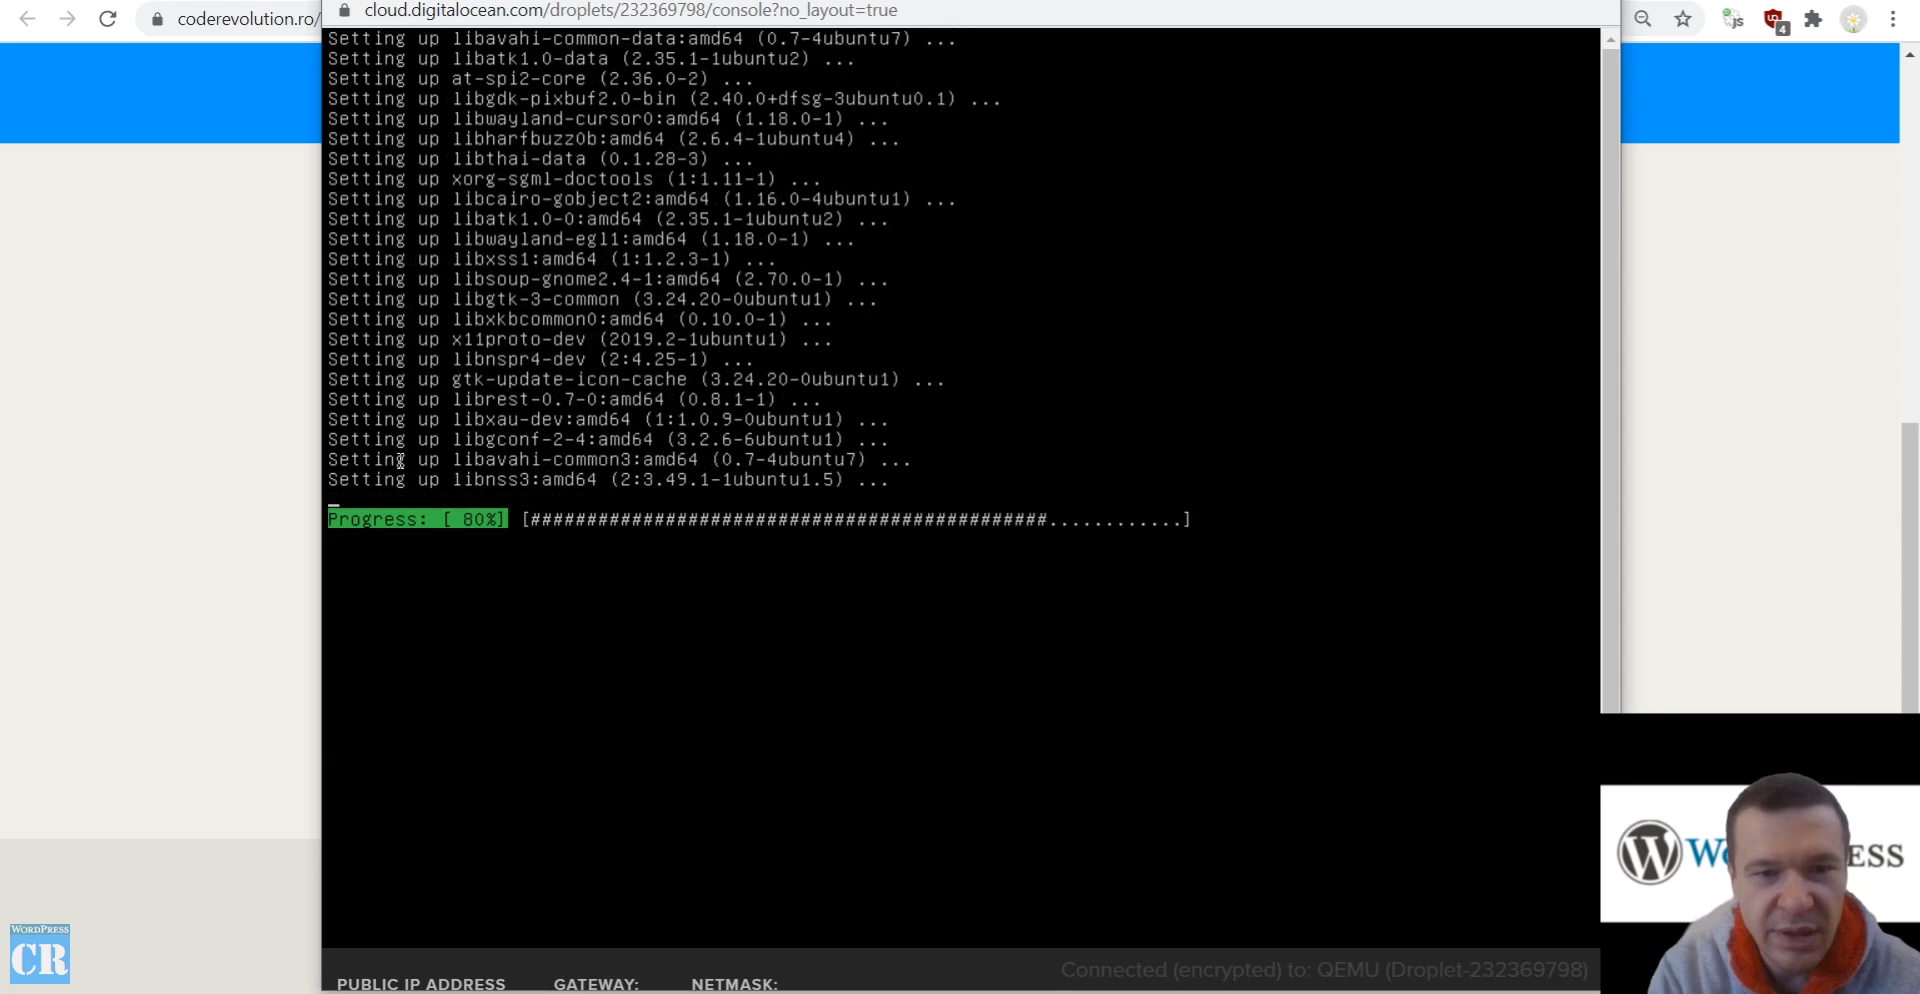 coderevolution.ro/
cloud.digitalocean.com/droplets/232369798/console?no_layout=true
JS
4
Setting up libavahi-common-data:amd64 (0.7-4ubuntu7) ...
Setting up libatk1.0-data (2.35.1-1ubuntu2) ...
Setting up at-spi2-core (2.36.0-2) ...
Setting up libgdk-pixbuf2.0-bin (2.40.0+dfsg-3ubuntu0.1) ...
Setting up libwayland-cursor0:amd64 (1.18.0-1) ...
Setting up libharfbuzz0b:amd64 (2.6.4-1ubuntu4) ...
Setting up libthai-data (0.1.28-3) ...
Setting up xorg-sgml-doctools (1:1.11-1) ...
Setting up libcairo-gobject2:amd64 (1.16.0-4ubuntu1) ...
Setting up libatk1.0-0:amd64 (2.35.1-1ubuntu2) ...
Setting up libwayland-egl1:amd64 (1.18.0-1) ...
Setting up libxss1:amd64 (1:1.2.3-1) ...
Setting up libsoup-gnome2.4-1:amd64 (2.70.0-1) ...
Setting up libgtk-3-common (3.24.20-0ubuntu1) ...
Setting up libxkbcommon0:amd64 (0.10.0-1) ...
Setting up x11proto-dev (2019.2-1ubuntu1) ...
Setting up libnspr4-dev (2:4.25-1) ...
Setting up gtk-update-icon-cache (3.24.20-0ubuntu1) ...
Setting up librest-0.7-0:amd64 (0.8.1-1) ...
Setting up libxau-dev:amd64 (1:1.0.9-0ubuntu1) ...
Setting up libgconf-2-4:amd64 (3.2.6-6ubuntu1) ...
Setting up libavahi-common3:amd64 (0.7-4ubuntu7) ...
Setting up libnss3:amd64 (2:3.49.1-1ubuntu1.5) ...
Progress: [ 80%] [##############################################............]
Connected (encrypted) to: QEMU (Droplet-232369798)
PUBLIC IP ADDRESS GATEWAY: NETMASK:
WORDPRESS
CR
W Wo ESS